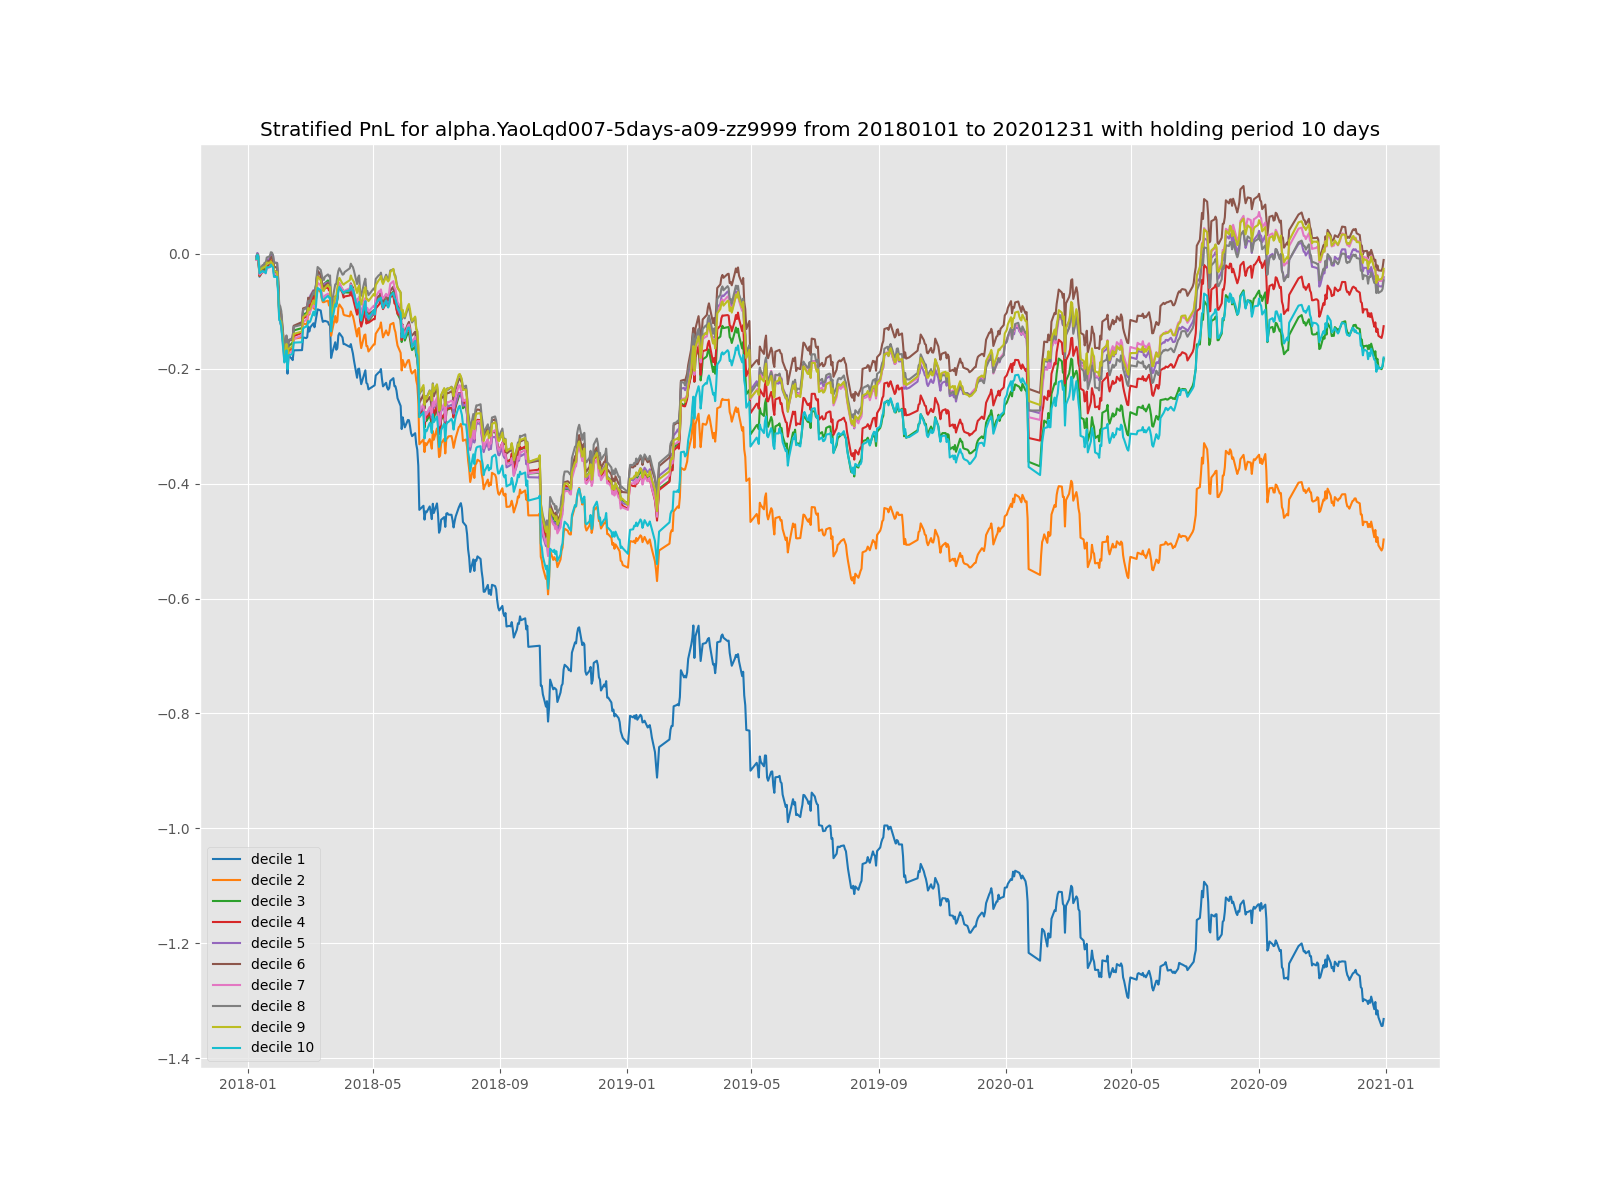 Stratified PnL for alpha.YaoLqd007-5days-a09-zz9999 from 20180101 to 20201231 with holding period 10 days
0.0
−0.2
−0.4
−0.6
−0.8
−1.0
−1.2
−1.4
decile 1
decile 2
decile 3
decile 4
decile 5
decile 6
decile 7
decile 8
decile 9
decile 10
2018-01 2018-05 2018-09 2019-01 2019-05 2019-09 2020-01 2020-05 2020-09 2021-01